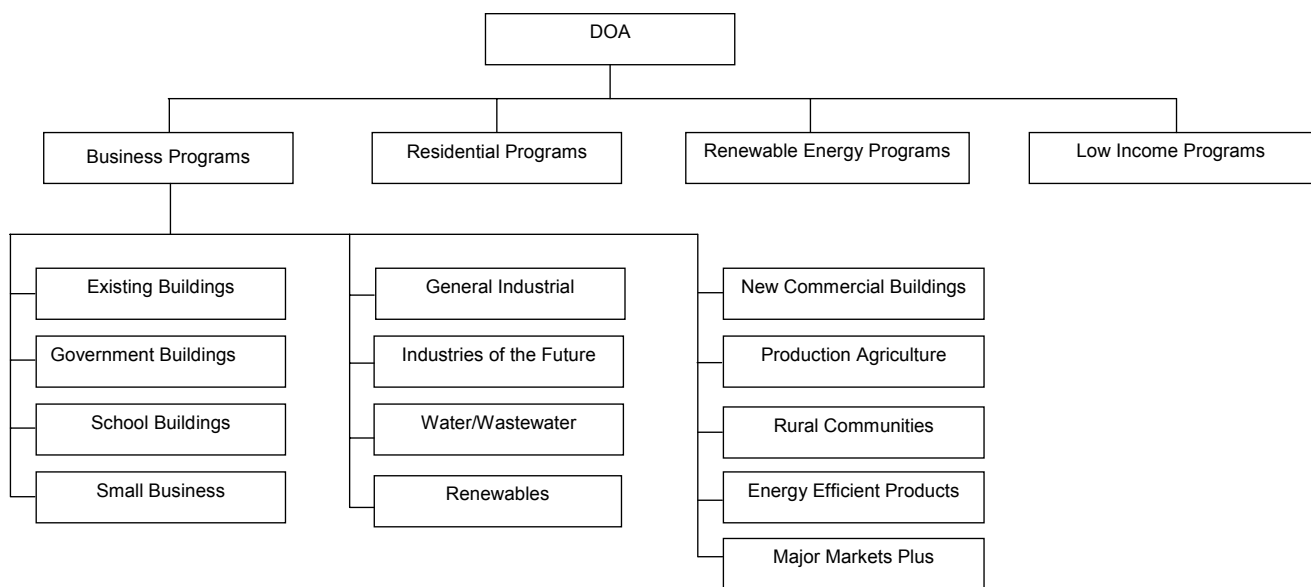 DOA
Business Programs
Residential Programs
Renewable Energy Programs
Low Income Programs
Existing Buildings
Government Buildings
School Buildings
Small Business
General Industrial
Industries of the Future
Water/Wastewater
Renewables
New Commercial Buildings
Production Agriculture
Rural Communities
Energy Efficient Products
Major Markets Plus